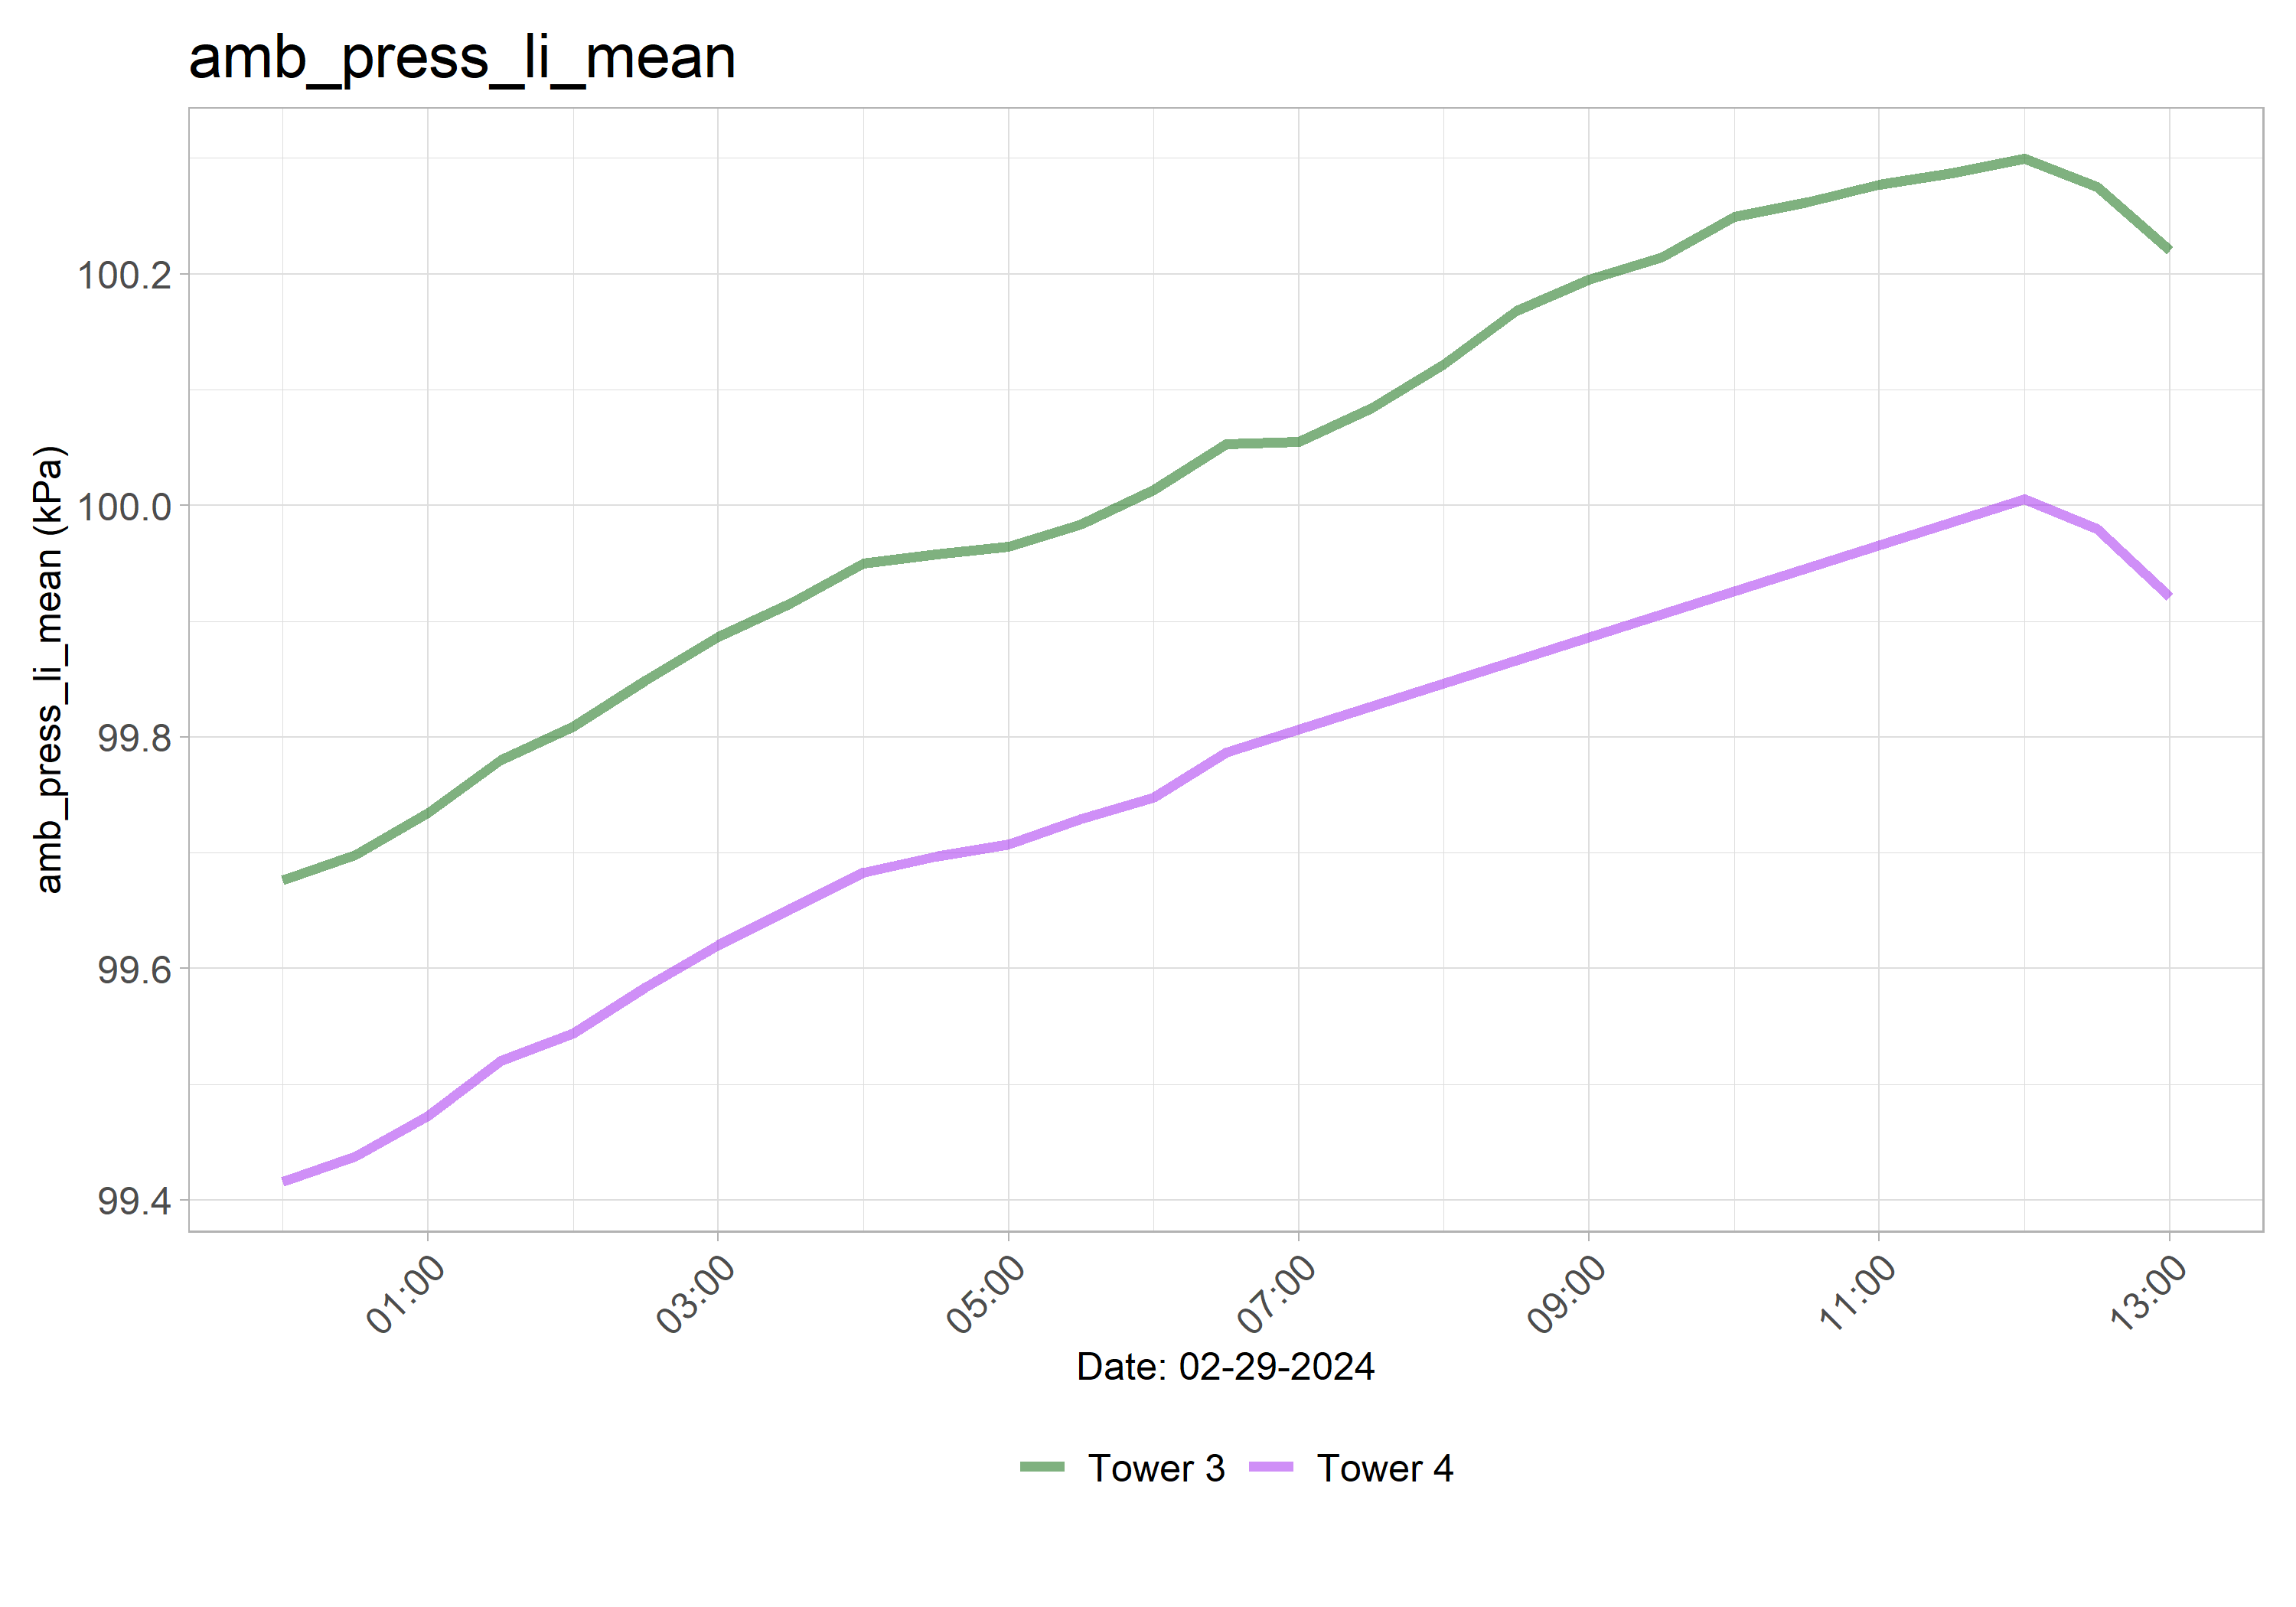 amb_press_li_mean
amb_press_li_mean (kPa)
100.2
100.0
99.8
99.6
99.4
01:00
03:00
05:00
07:00
09:00
11:00
13:00
Date: 02-29-2024
Tower 3
Tower 4